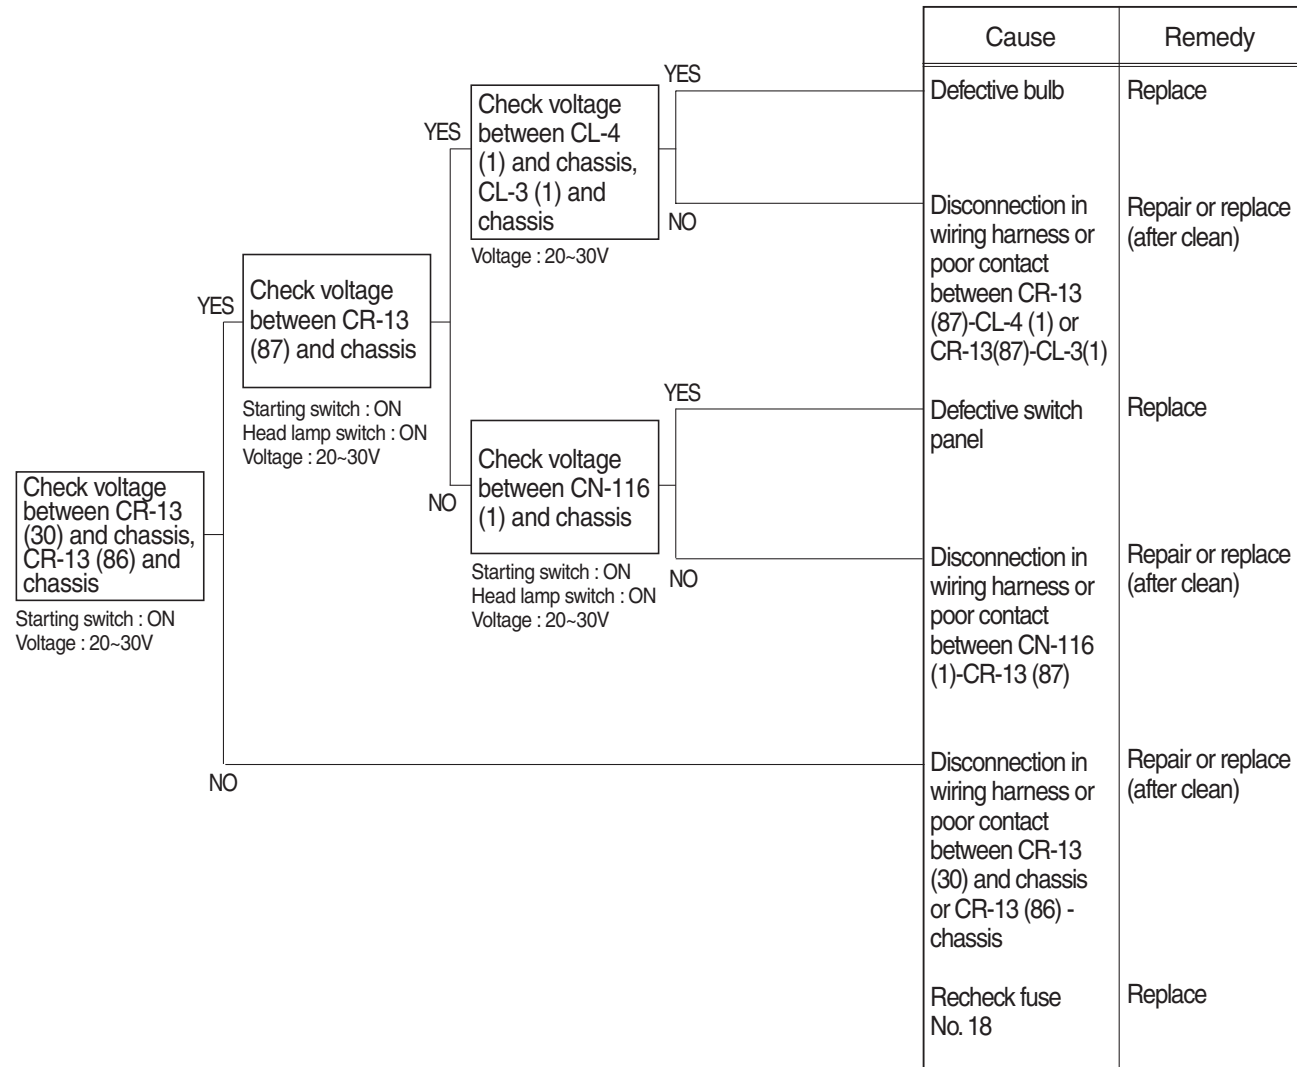 Cause
Remedy
YES
Check voltage
between CL-4
(1) and chassis,
CL-3 (1) and
chassis
Voltage : 20~30V
YES
NO
Defective bulb
Replace
Disconnection in
wiring harness or
poor contact
between CR-13
(87)-CL-4 (1) or
CR-13(87)-CL-3(1)
Repair or replace
(after clean)
YES
Check voltage
between CR-13
(87) and chassis
Starting switch : ON
Head lamp switch : ON
Voltage : 20~30V
NO
Check voltage
between CN-116
(1) and chassis
Starting switch : ON
Head lamp switch : ON
Voltage : 20~30V
YES
NO
Defective switch
panel
Replace
Disconnection in
wiring harness or
poor contact
between CN-116
(1)-CR-13 (87)
Repair or replace
(after clean)
Check voltage
between CR-13
(30) and chassis,
CR-13 (86) and
chassis
Starting switch : ON
Voltage : 20~30V
NO
Disconnection in
wiring harness or
poor contact
between CR-13
(30) and chassis
or CR-13 (86) -
chassis
Repair or replace
(after clean)
Recheck fuse
No. 18
Replace